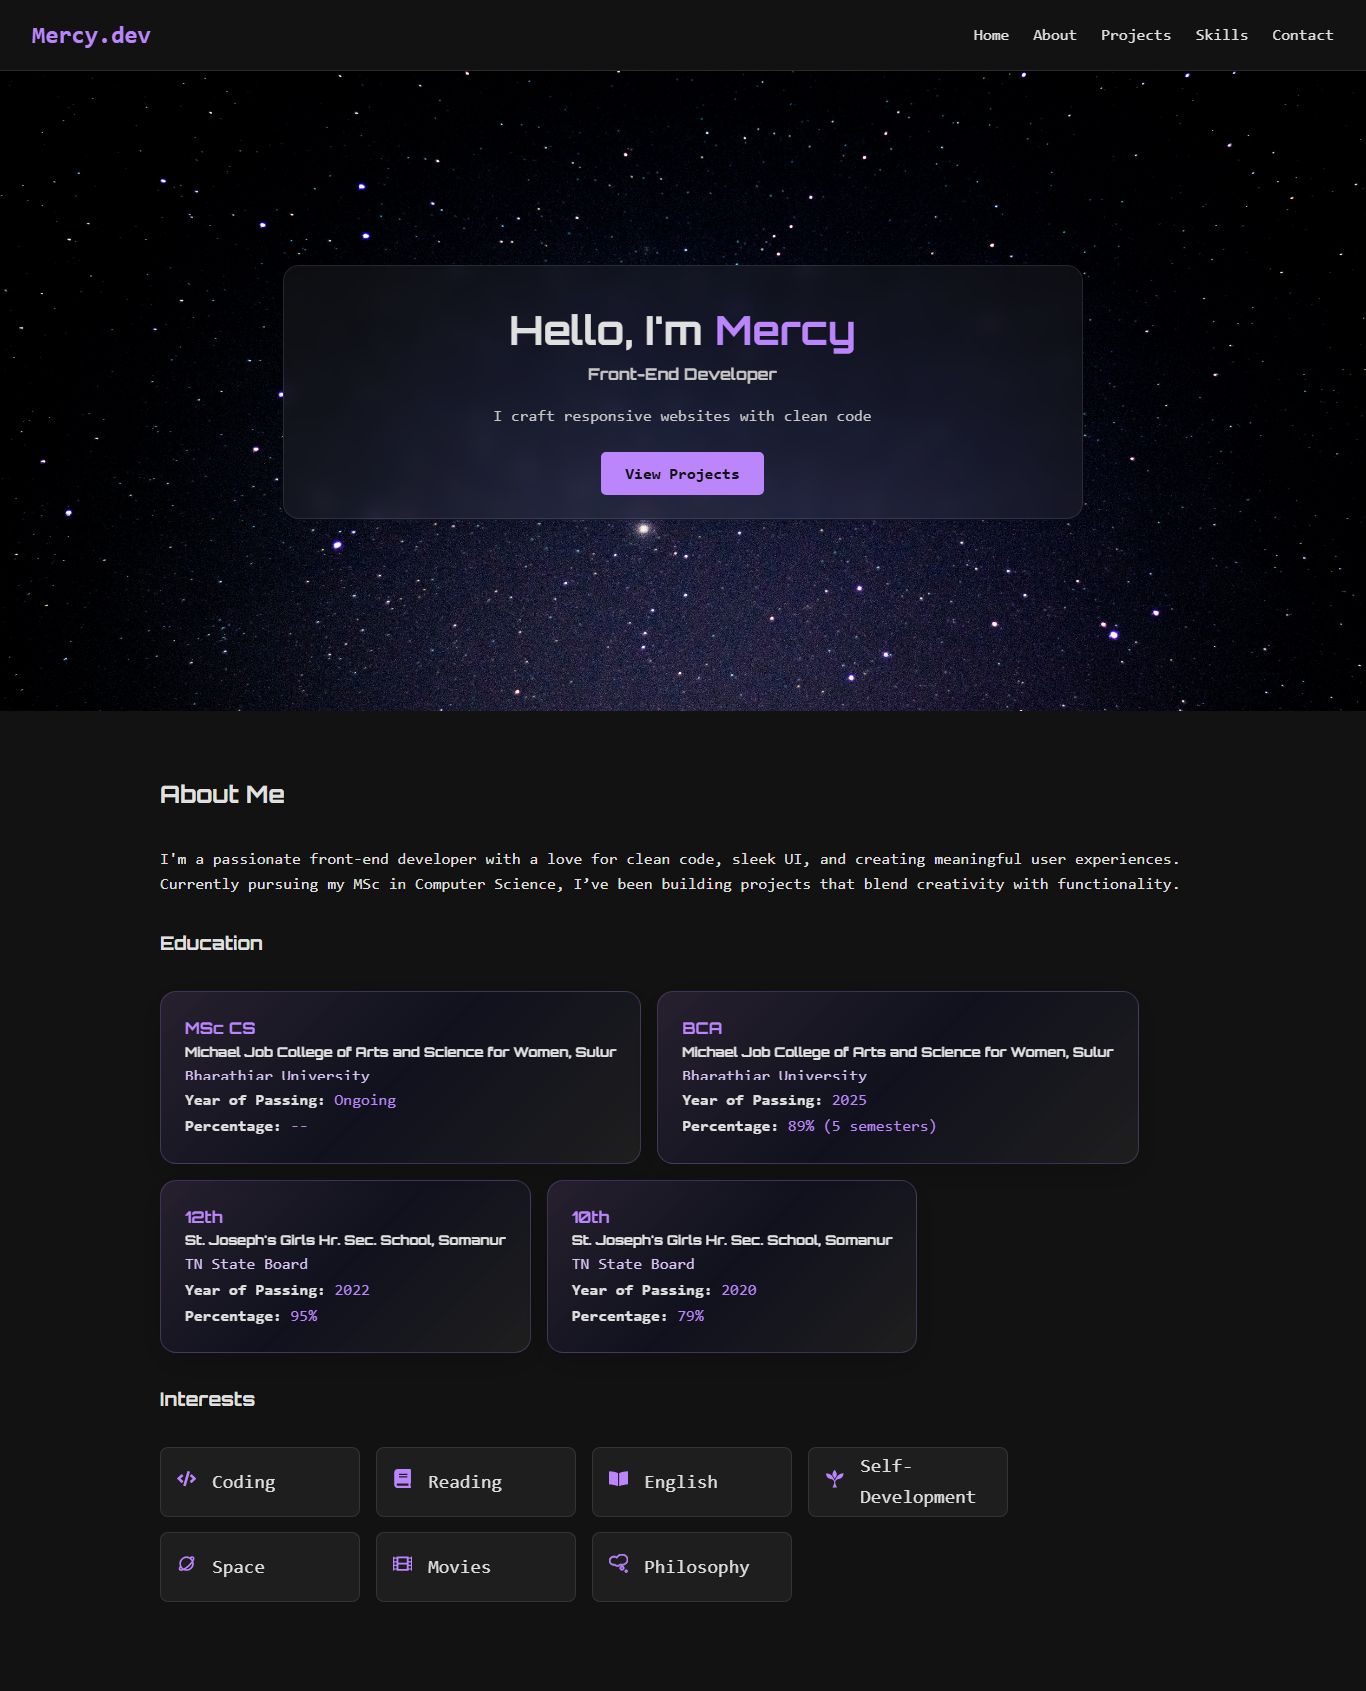 Mercy.dev
Home About Projects Skills Contact
Hello, I'm Mercy
Front-End Developer
I craft responsive websites with clean code
View Projects
About Me
I'm a passionate front-end developer with a love for clean code, sleek UI, and creating meaningful user experiences.
Currently pursuing my MSc in Computer Science, I’ve been building projects that blend creativity with functionality.
Education
MSc CS
Michael Job College of Arts and Science for Women, Sulur
Bharathiar University
Year of Passing: Ongoing
Percentage: --
BCA
Michael Job College of Arts and Science for Women, Sulur
Bharathiar University
Year of Passing: 2025
Percentage: 89% (5 semesters)
12th
St. Joseph's Girls Hr. Sec. School, Somanur
TN State Board
Year of Passing: 2022
Percentage: 95%
10th
St. Joseph's Girls Hr. Sec. School, Somanur
TN State Board
Year of Passing: 2020
Percentage: 79%
Interests
Coding
Reading
English
Self-
Development
Space
Movies
Philosophy